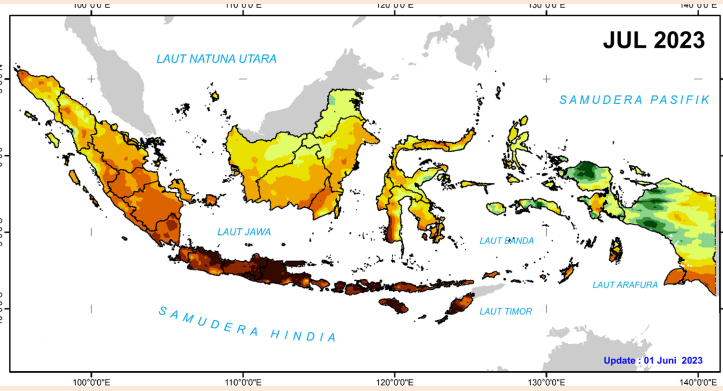 100°0'0"E 110°0'0"E 120°0'0"E 130°0'0"E 140°0'0"E
JUL 2023
LAUT NATUNA UTARA
SAMUDERA PASIFIK
LAUT JAWA
LAUT BANDA
LAUT ARAFURA
SAMUDERA HINDIA
LAUT TIMOR
Update : 01 Juni 2023
100°0'0"E 110°0'0"E 120°0'0"E 130°0'0"E 140°0'0"E